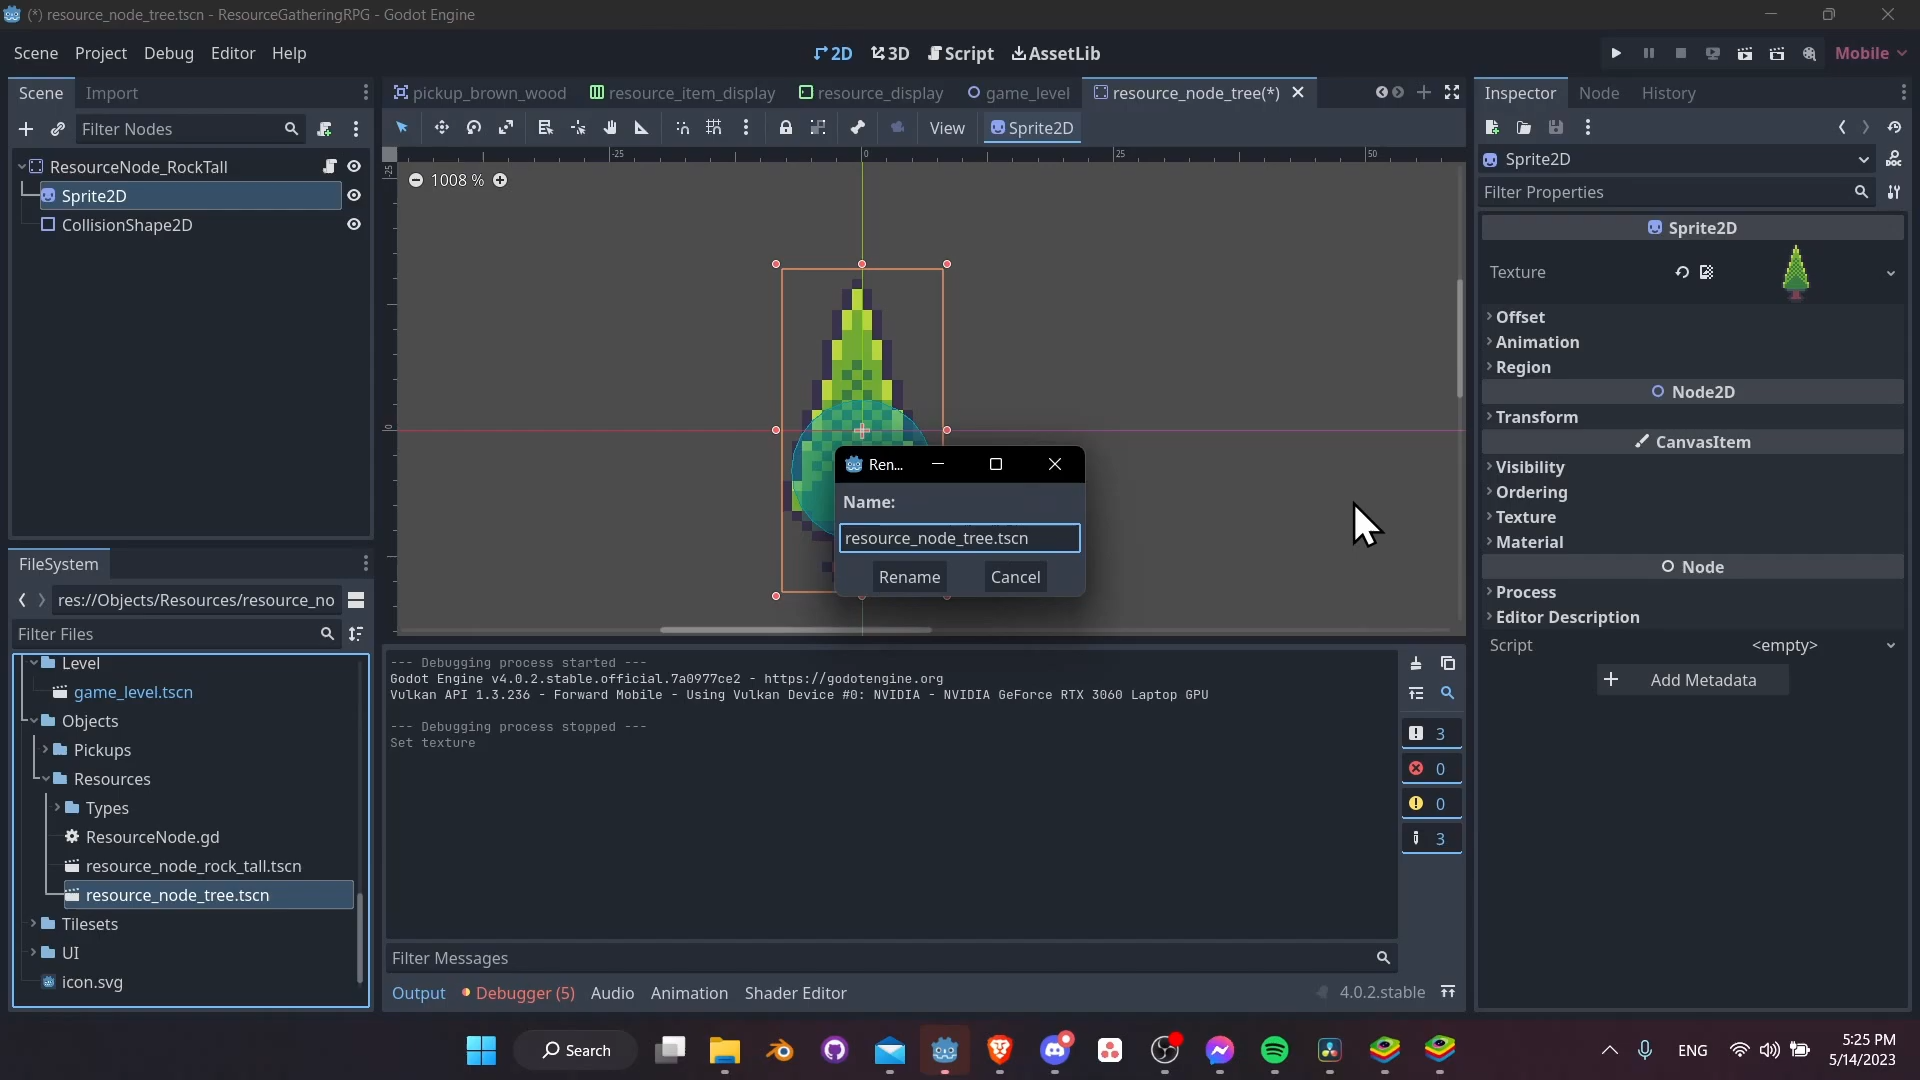 (*) resource_node_tree.tscn - ResourceGatheringRPG - Godot Engine
Scene Project Debug Editor Help
2D 3D Script AssetLib
Mobile
Scene Import
pickup_brown_wood resource_item_display resource_display game_level resource_node_tree(*)
Inspector Node History
Filter Nodes
View Sprite2D
-25 0 25 50
-25
0
1008 %
ResourceNode_RockTall
Sprite2D
CollisionShape2D
Sprite2D
Filter Properties
Sprite2D
Texture
Offset
Animation
Region
Node2D
Transform
CanvasItem
Visibility
Ordering
Texture
Material
Node
Process
Editor Description
Script <empty>
Add Metadata
Ren...
Name:
resource_node_tree.tscn
Rename Cancel
FileSystem
res://Objects/Resources/resource_no
Filter Files
Level
game_level.tscn
Objects
Pickups
Resources
Types
ResourceNode.gd
resource_node_rock_tall.tscn
resource_node_tree.tscn
Tilesets
UI
icon.svg
--- Debugging process started ---
Godot Engine v4.0.2.stable.official.7a0977ce2 - https://godotengine.org
Vulkan API 1.3.236 - Forward Mobile - Using Vulkan Device #0: NVIDIA - NVIDIA GeForce RTX 3060 Laptop GPU
--- Debugging process stopped ---
Set texture
3
0
0
3
Filter Messages
Output Debugger (5) Audio Animation Shader Editor
4.0.2.stable
Search
ENG
5:25 PM
5/14/2023